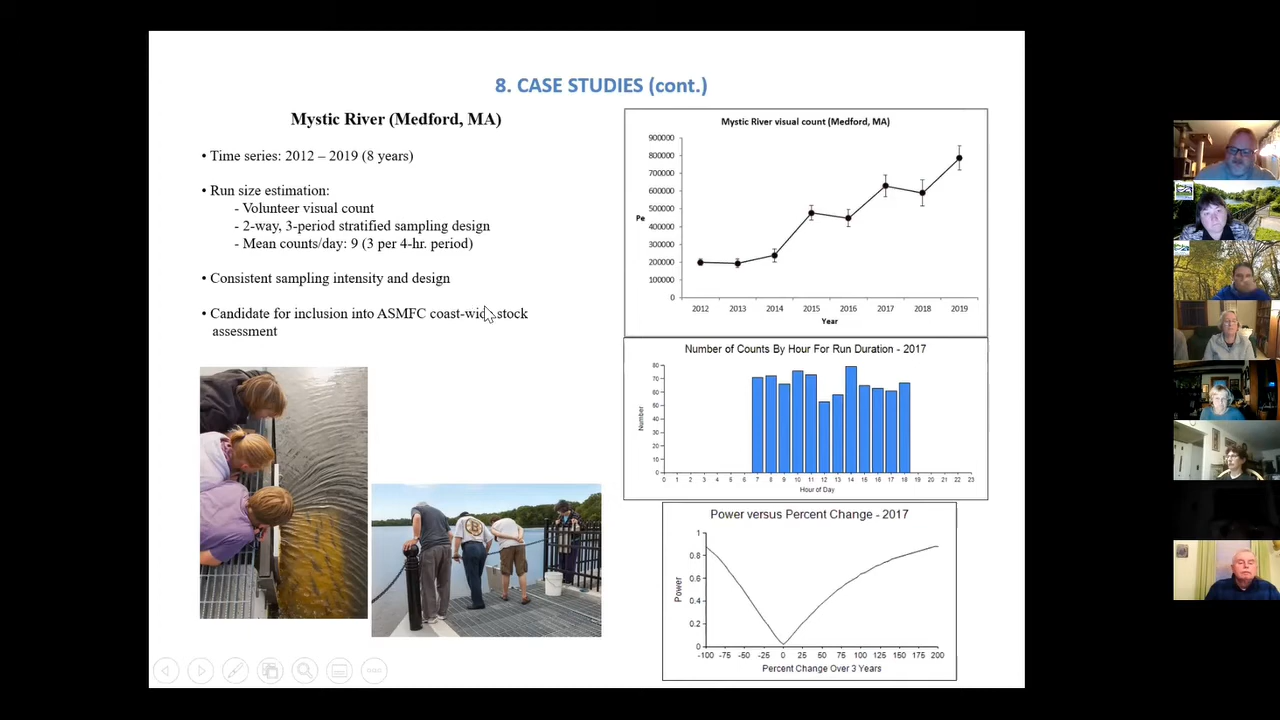 8. CASE STUDIES (cont.)
Mystic River (Medford, MA)
• Time series: 2012 – 2019 (8 years)
• Run size estimation:
- Volunteer visual count
- 2-way, 3-period stratified sampling design
- Mean counts/day: 9 (3 per 4-hr. period)
• Consistent sampling intensity and design
• Candidate for inclusion into ASMFC coast-wide stock
assessment
Mystic River visual count (Medford, MA)
900000
800000
700000
600000
500000
400000
300000
200000
100000
0
Pe
2012 2013 2014 2015 2016 2017 2018 2019
Year
Number of Counts By Hour For Run Duration - 2017
80
70
60
50
40
30
20
10
0
Number
0 1 2 3 4 5 6 7 8 9 10 11 12 13 14 15 16 17 18 19 20 21 22 23
Hour of Day
Power versus Percent Change - 2017
1
0.8
0.6
0.4
0.2
0
Power
-100 -75 -50 -25 0 25 50 75 100 125 150 175 200
Percent Change Over 3 Years